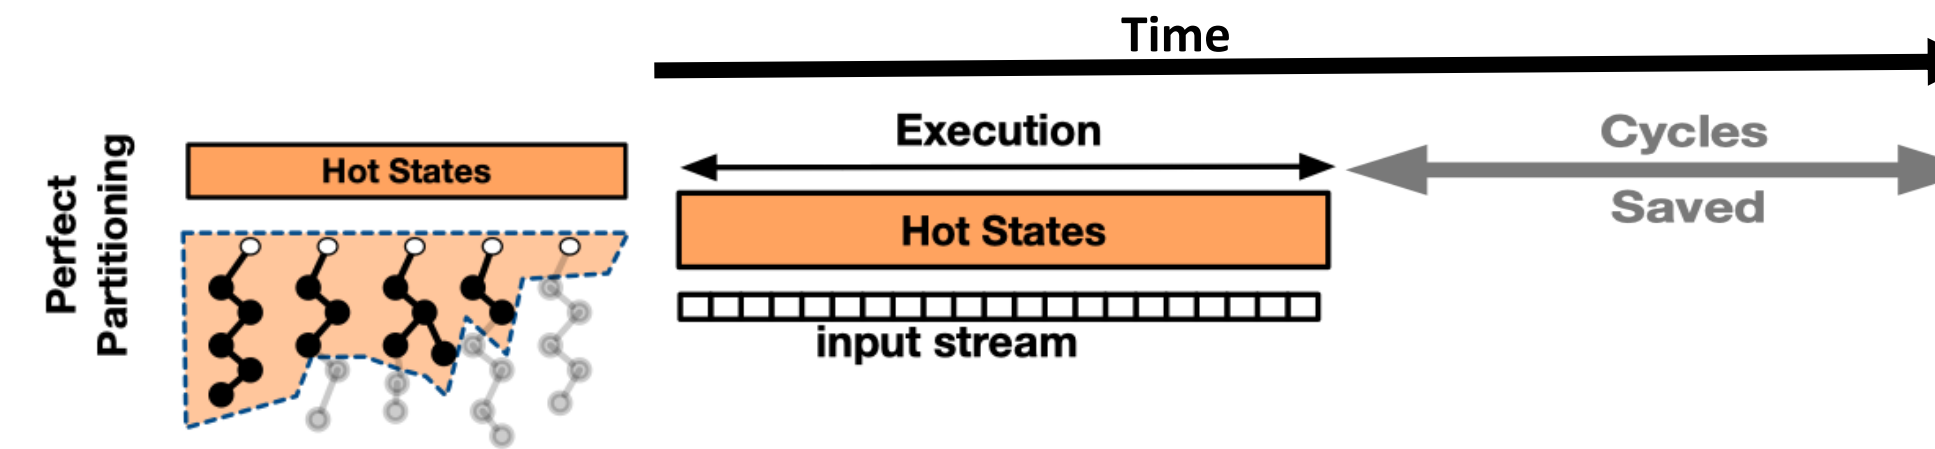 Time
Perfect
Partitioning
Hot States
Execution
Hot States
input stream
Cycles
Saved